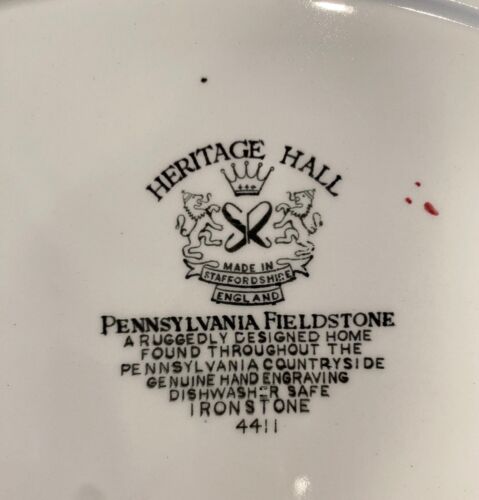 HERITAGE HALL
MADE IN
STAFFORDSHIRE
ENGLAND
PENNSYLVANIA FIELDSTONE
A RUGGEDLY DESIGNED HOME
FOUND THROUGHOUT THE
PENNSYLVANIA COUNTRYSIDE
GENUINE HAND ENGRAVING
DISHWASHER SAFE
IRONSTONE
4411